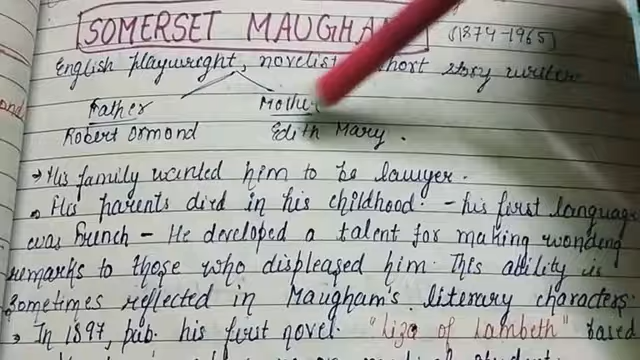 SOMERSET MAUGHAM (1874-1965)
English playwright, novelist short story writer
Father Mother
Robert Ormond Edith Mary.
→ His family wanted him to be lawyer.
→ His parents died in his childhood. - his first language
was French - He developed a talent for making wonding
remarks to those who displeased him. This ability is
sometimes reflected in Maugham's literary characters.
→ In 1897, pub. his first novel. "Liza of Lambeth" based